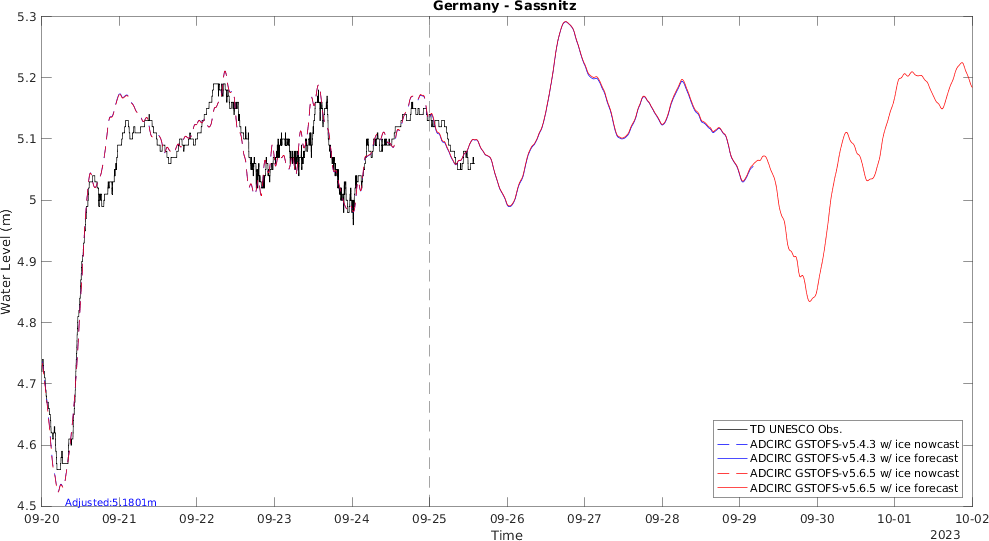 Germany - Sassnitz
5.3
5.2
5.1
5
4.9
4.8
4.7
4.6
4.5
Water Level (m)
Adjusted:5.1801m
TD UNESCO Obs.
ADCIRC GSTOFS-v5.4.3 w/ ice nowcast
ADCIRC GSTOFS-v5.4.3 w/ ice forecast
ADCIRC GSTOFS-v5.6.5 w/ ice nowcast
ADCIRC GSTOFS-v5.6.5 w/ ice forecast
09-20 09-21 09-22 09-23 09-24 09-25 09-26 09-27 09-28 09-29 09-30 10-01 10-02
Time
2023